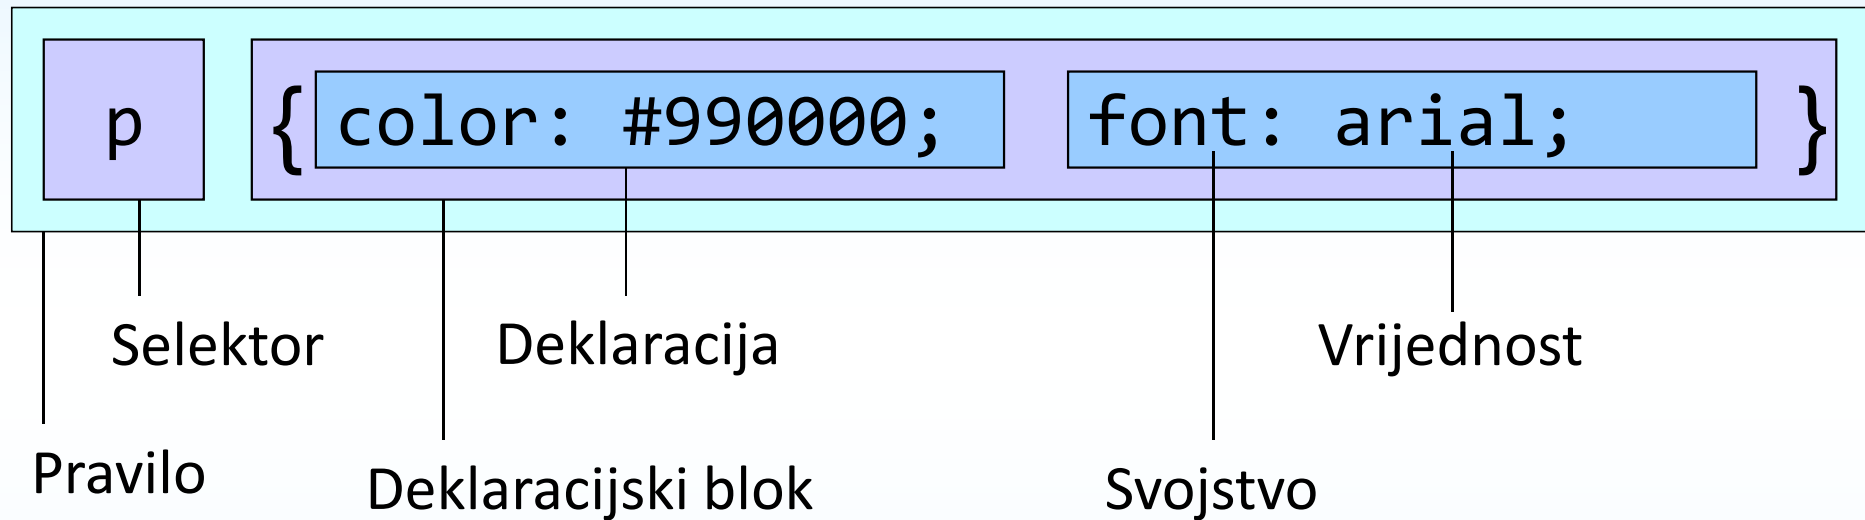 p { color: #990000; font: arial; }
Selektor Deklaracija Vrijednost
Pravilo Deklaracijski blok Svojstvo